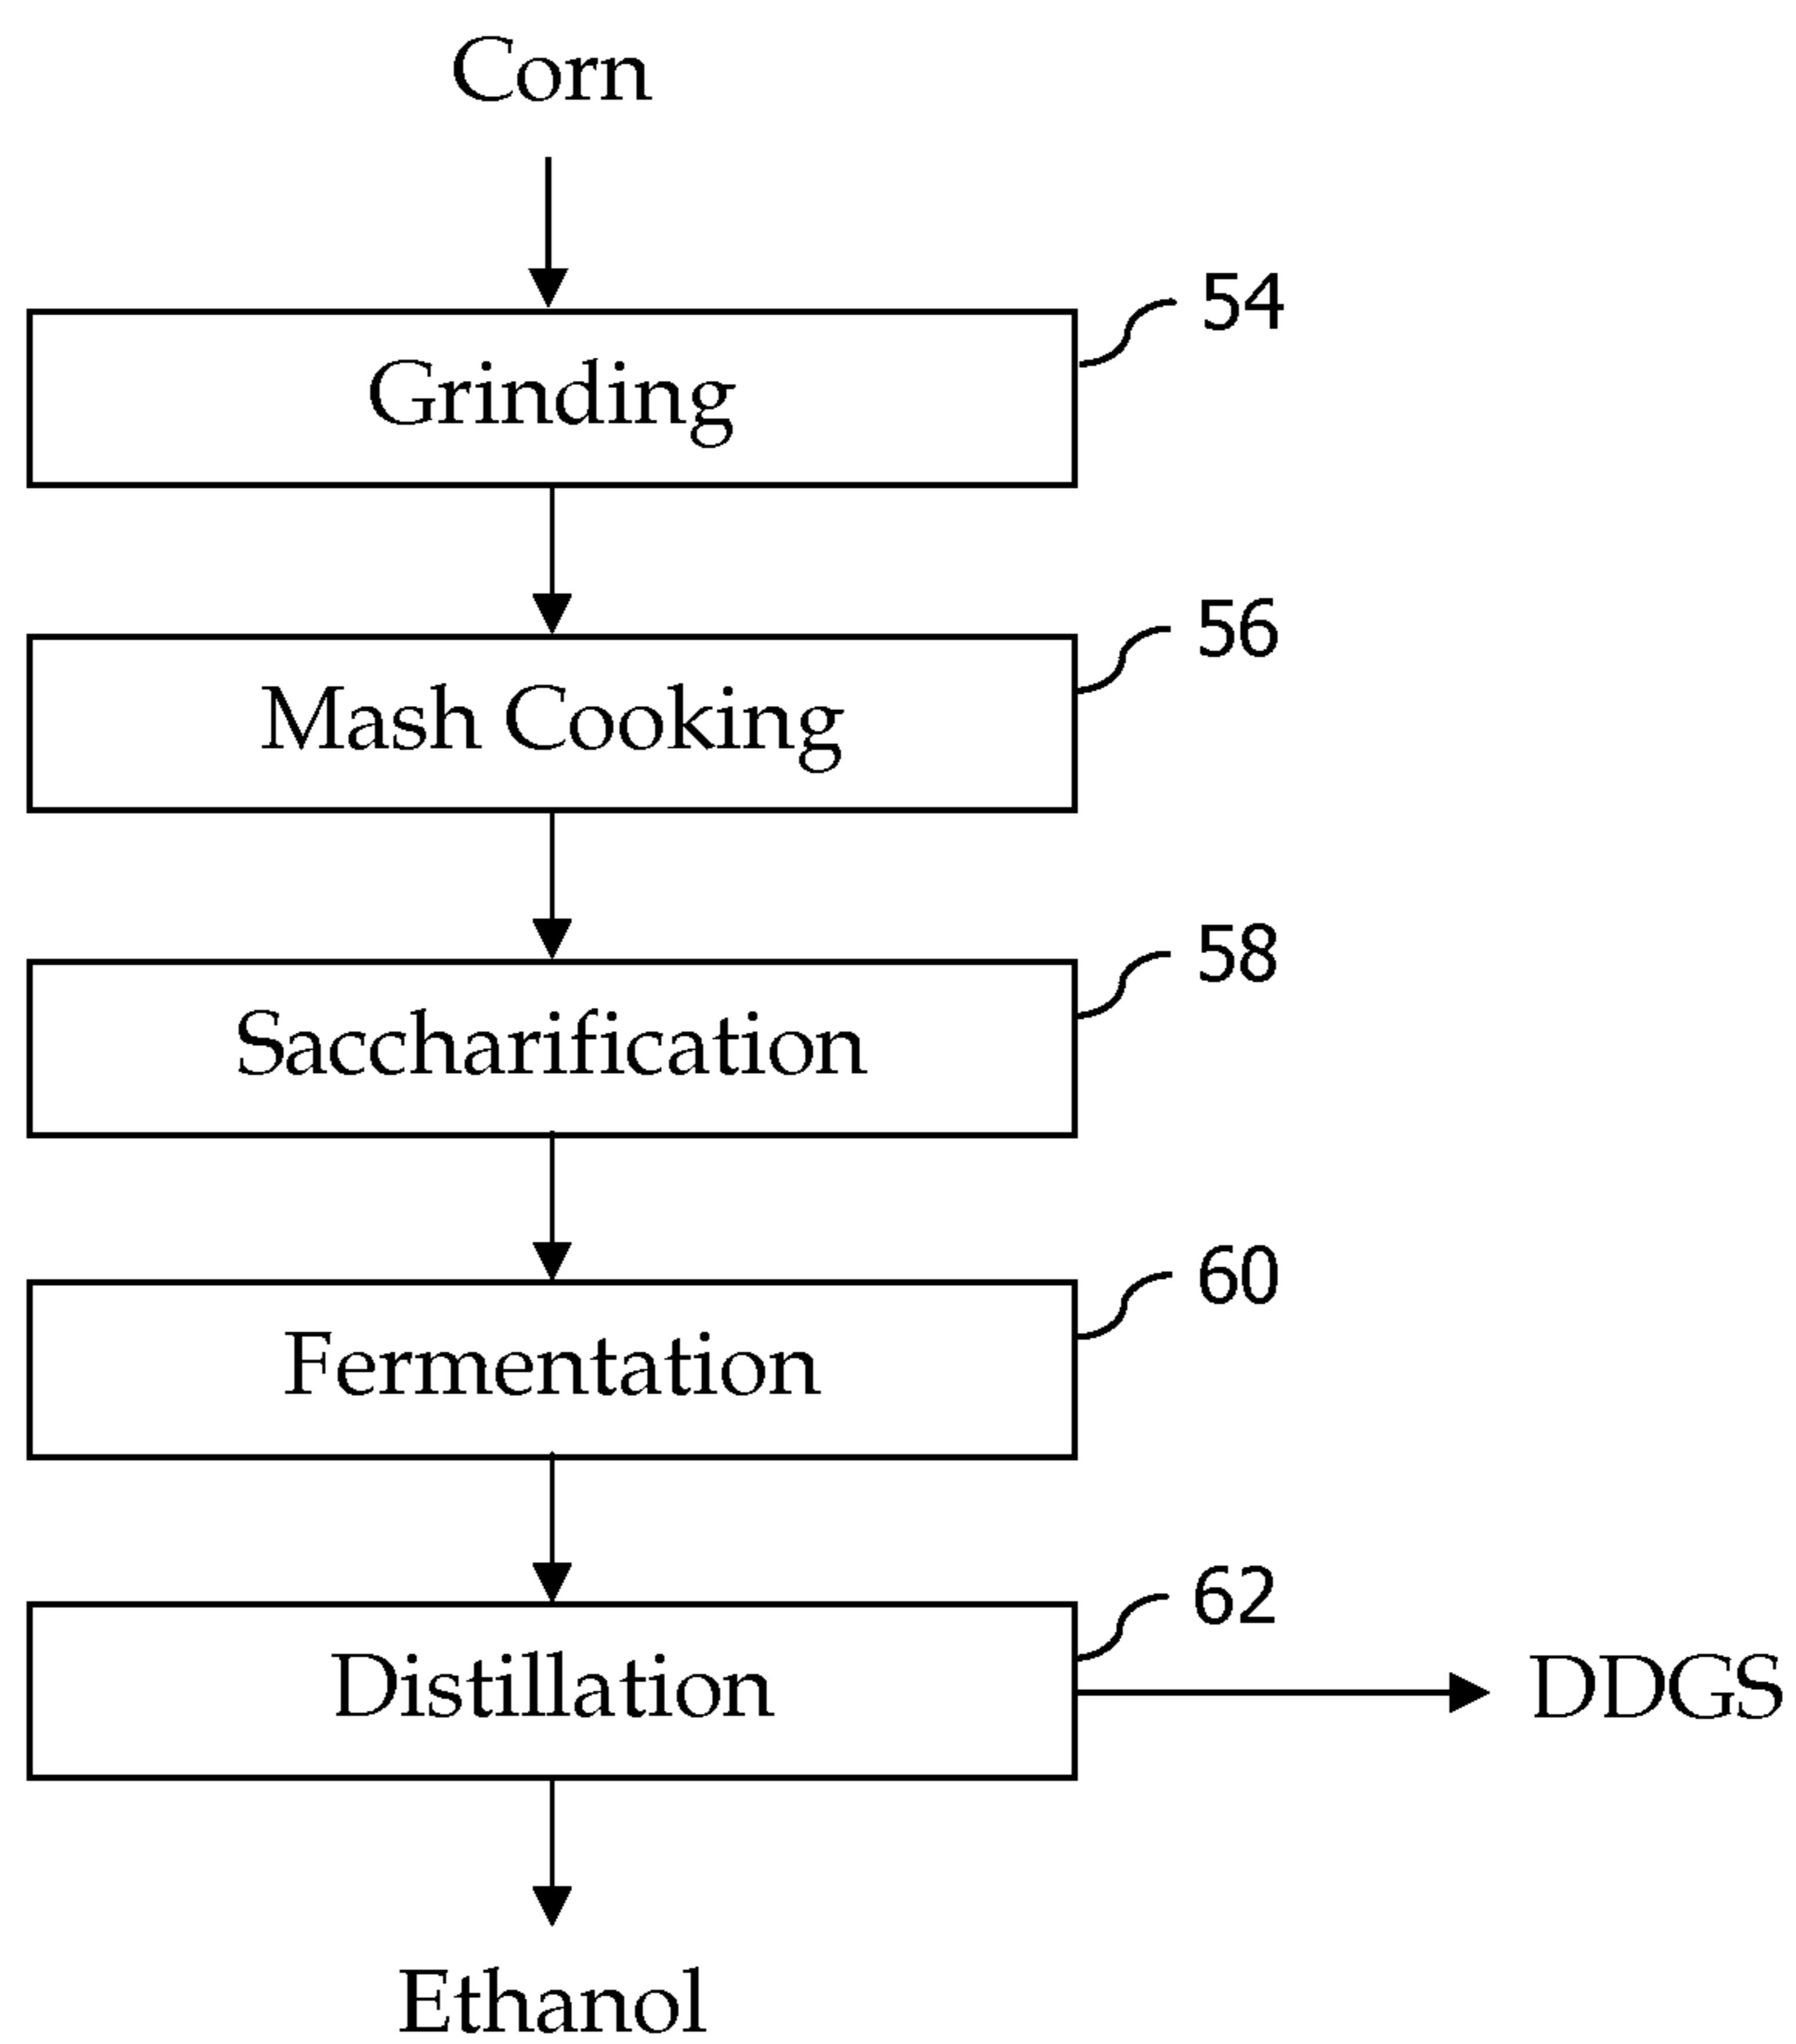 Corn
54
Grinding
56
Mash Cooking
58
Saccharification
60
Fermentation
62
Distillation
DDGS
Ethanol